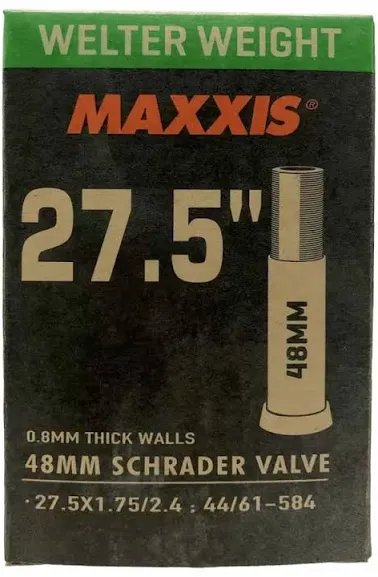 WELTER WEIGHT
MAXXIS®
27.5"
48MM
0.8MM THICK WALLS
48MM SCHRADER VALVE
·27.5X1.75/2.4 ; 44/61-584